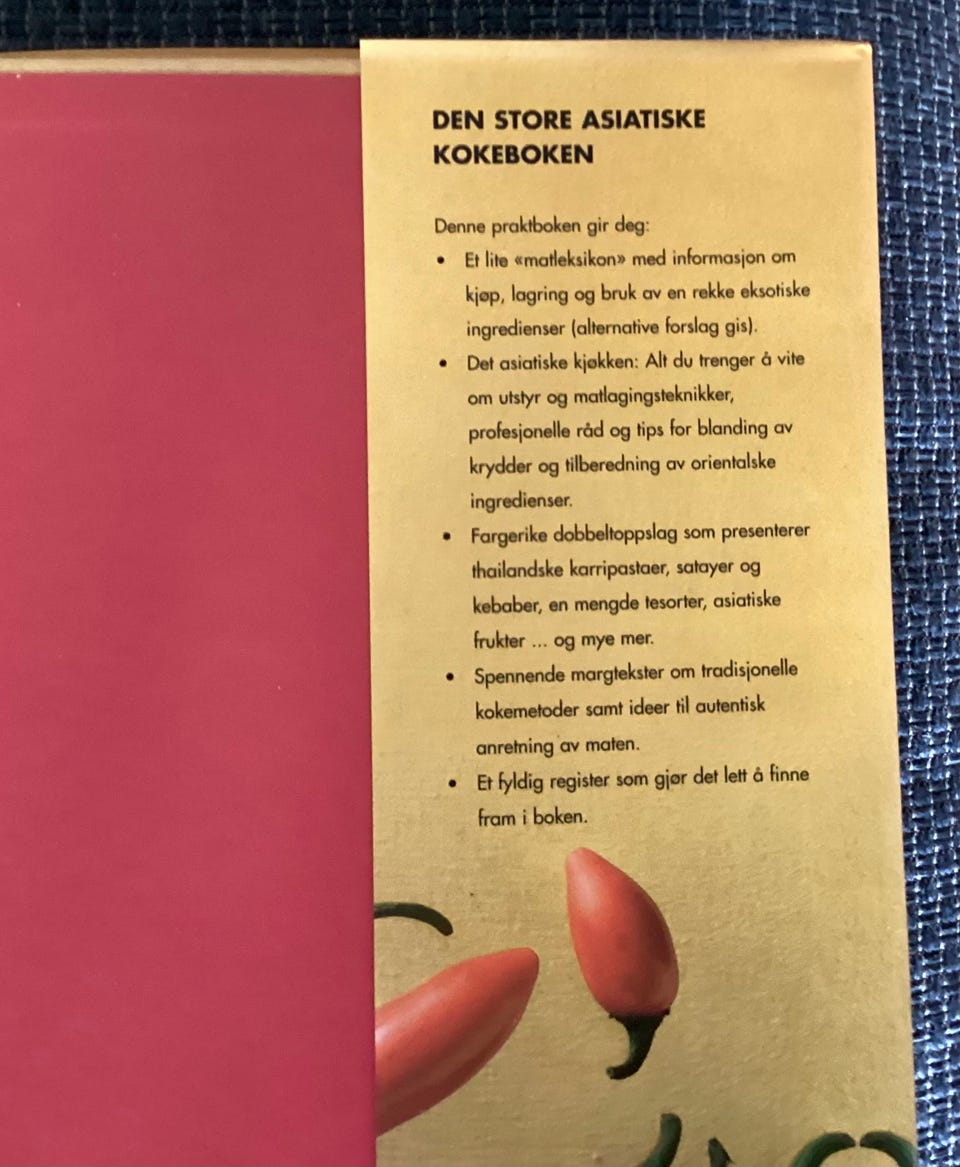 DEN STORE ASIATISKE
KOKEBOKEN
Denne praktboken gir deg:
• Et lite «matleksikon» med informasjon om
kjøp, lagring og bruk av en rekke eksotiske
ingredienser (alternative forslag gis).
• Det asiatiske kjøkken: Alt du trenger å vite
om utstyr og matlagingsteknikker,
profesjonelle råd og tips for blanding av
krydder og tilberedning av orientalske
ingredienser.
• Fargerike dobbeltoppslag som presenterer
thailandske karripastaer, satayer og
kebaber, en mengde tesorter, asiatiske
frukter ... og mye mer.
• Spennende margtekster om tradisjonelle
kokemetoder samt ideer til autentisk
anretning av maten.
• Et fyldig register som gjør det lett å finne
fram i boken.